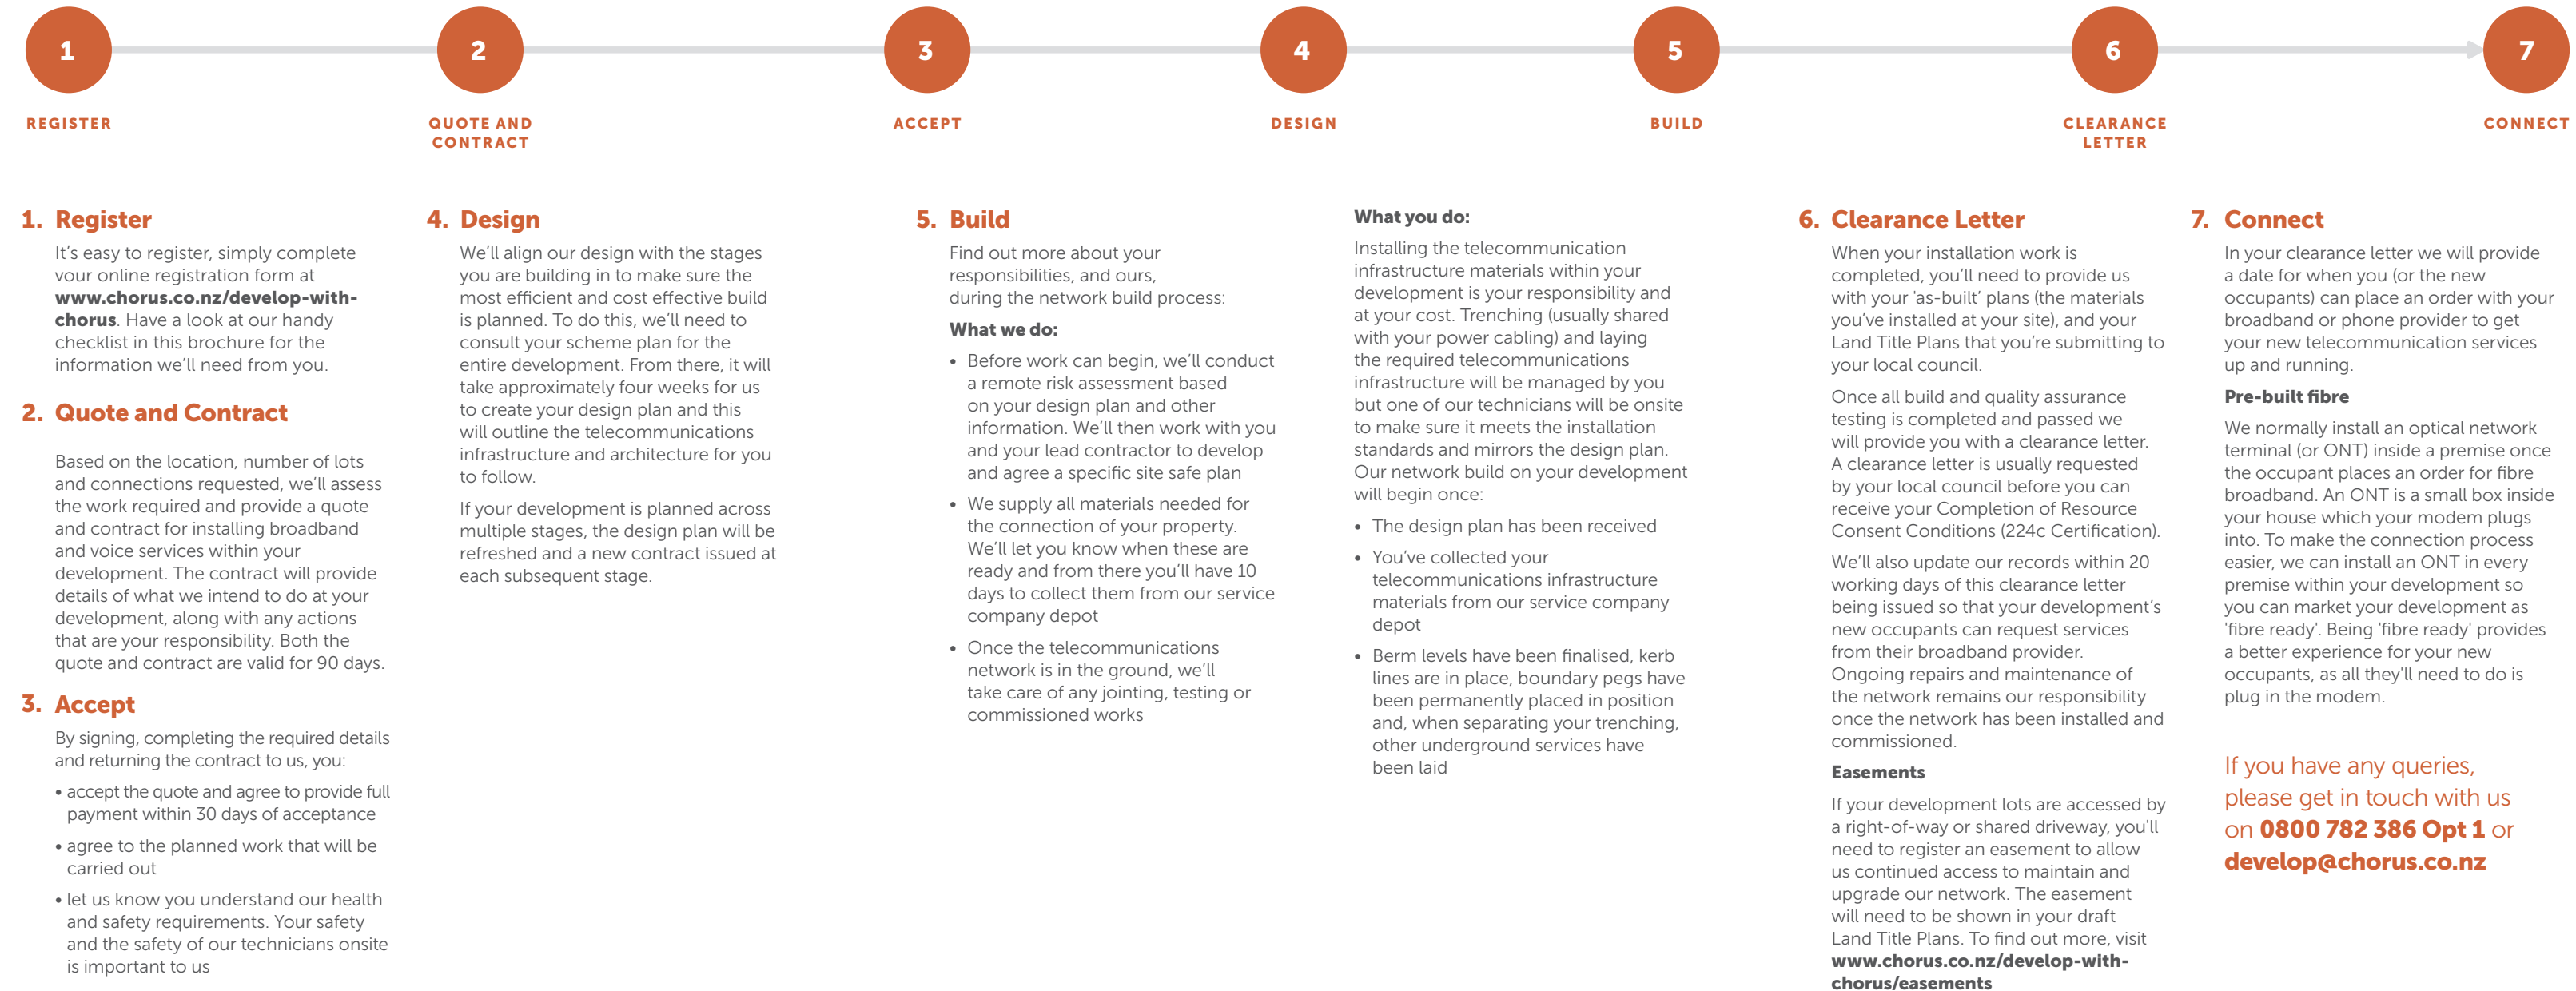 1
2
3
4
5
6
7
REGISTER
QUOTE AND
CONTRACT
ACCEPT
DESIGN
BUILD
CLEARANCE
LETTER
CONNECT
1. Register
It's easy to register, simply complete
your online registration form at
www.chorus.co.nz/develop-with-
chorus. Have a look at our handy
checklist in this brochure for the
information we'll need from you.
2. Quote and Contract
Based on the location, number of lots
and connections requested, we'll assess
the work required and provide a quote
and contract for installing broadband
and voice services within your
development. The contract will provide
details of what we intend to do at your
development, along with any actions
that are your responsibility. Both the
quote and contract are valid for 90 days.
3. Accept
By signing, completing the required details
and returning the contract to us, you:
• accept the quote and agree to provide full
payment within 30 days of acceptance
• agree to the planned work that will be
carried out
• let us know you understand our health
and safety requirements. Your safety
and the safety of our technicians onsite
is important to us
4. Design
We'll align our design with the stages
you are building in to make sure the
most efficient and cost effective build
is planned. To do this, we'll need to
consult your scheme plan for the
entire development. From there, it will
take approximately four weeks for us
to create your design plan and this
will outline the telecommunications
infrastructure and architecture for you
to follow.
If your development is planned across
multiple stages, the design plan will be
refreshed and a new contract issued at
each subsequent stage.
5. Build
Find out more about your
responsibilities, and ours,
during the network build process:
What we do:
• Before work can begin, we'll conduct
a remote risk assessment based
on your design plan and other
information. We'll then work with you
and your lead contractor to develop
and agree a specific site safe plan
• We supply all materials needed for
the connection of your property.
We'll let you know when these are
ready and from there you'll have 10
days to collect them from our service
company depot
• Once the telecommunications
network is in the ground, we'll
take care of any jointing, testing or
commissioned works
What you do:
Installing the telecommunication
infrastructure materials within your
development is your responsibility and
at your cost. Trenching (usually shared
with your power cabling) and laying
the required telecommunications
infrastructure will be managed by you
but one of our technicians will be onsite
to make sure it meets the installation
standards and mirrors the design plan.
Our network build on your development
will begin once:
• The design plan has been received
• You've collected your
telecommunications infrastructure
materials from our service company
depot
• Berm levels have been finalised, kerb
lines are in place, boundary pegs have
been permanently placed in position
and, when separating your trenching,
other underground services have
been laid
6. Clearance Letter
When your installation work is
completed, you'll need to provide us
with your 'as-built' plans (the materials
you've installed at your site), and your
Land Title Plans that you're submitting to
your local council.
Once all build and quality assurance
testing is completed and passed we
will provide you with a clearance letter.
A clearance letter is usually requested
by your local council before you can
receive your Completion of Resource
Consent Conditions (224c Certification).
We'll also update our records within 20
working days of this clearance letter
being issued so that your development's
new occupants can request services
from their broadband provider.
Ongoing repairs and maintenance of
the network remains our responsibility
once the network has been installed and
commissioned.
Easements
If your development lots are accessed by
a right-of-way or shared driveway, you'll
need to register an easement to allow
us continued access to maintain and
upgrade our network. The easement
will need to be shown in your draft
Land Title Plans. To find out more, visit
www.chorus.co.nz/develop-with-
chorus/easements
7. Connect
In your clearance letter we will provide
a date for when you (or the new
occupants) can place an order with your
broadband or phone provider to get
your new telecommunication services
up and running.
Pre-built fibre
We normally install an optical network
terminal (or ONT) inside a premise once
the occupant places an order for fibre
broadband. An ONT is a small box inside
your house which your modem plugs
into. To make the connection process
easier, we can install an ONT in every
premise within your development so
you can market your development as
'fibre ready'. Being 'fibre ready' provides
a better experience for your new
occupants, as all they'll need to do is
plug in the modem.
If you have any queries,
please get in touch with us
on 0800 782 386 Opt 1 or
develop@chorus.co.nz